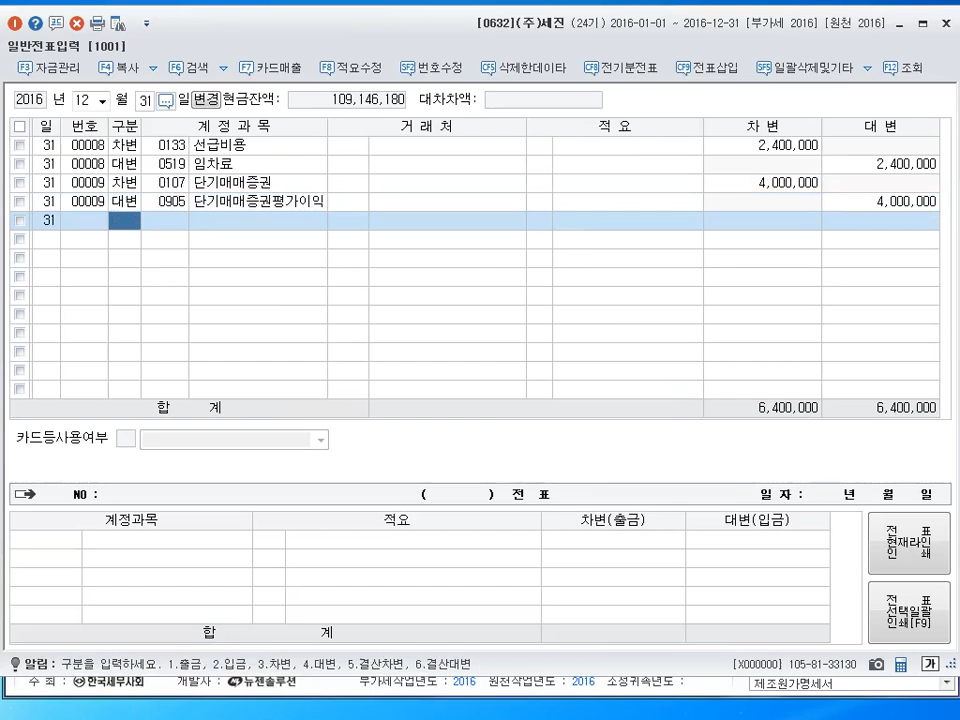 [0632](주)세진 (24기) 2016-01-01 ~ 2016-12-31 [부가세 2016] [원천 2016]
일반전표입력 [1001]
F3 자금관리 F4 복사 F6 검색 F7 카드매출 F8 적요수정 SF2 번호수정 CF5 삭제한데이타 CF8 전기분전표 CF9 전표삽입 SF5 일괄삭제및기타 F12 조회
2016 년 12 월 31 ... 일 변경 현금잔액: 109,146,180 대차차액:
일 번호 구분 계 정 과 목 거 래 처 적 요 차 변 대 변
31 00008 차변 0133 선급비용 2,400,000
31 00008 대변 0519 임차료 2,400,000
31 00009 차변 0107 단기매매증권 4,000,000
31 00009 대변 0905 단기매매증권평가이익 4,000,000
31
합 계 6,400,000 6,400,000
카드등사용여부
NO : ( ) 전 표 일 자 : 년 월 일
계정과목 적요 차변(출금) 대변(입금)
전 표
현재라인
인 쇄
전 표
선택일괄
인쇄[F9]
합 계
알림 : 구분을 입력하세요. 1.출금, 2.입금, 3.차변, 4.대변, 5.결산차변, 6.결산대변 [X000000] 105-81-33130 가
주 최 : 한국세무사회 개발사 : 뉴젠솔루션 부가세작업년도 : 2016 원천작업년도 : 2016 소정귀속년도 : 제조원가명세서